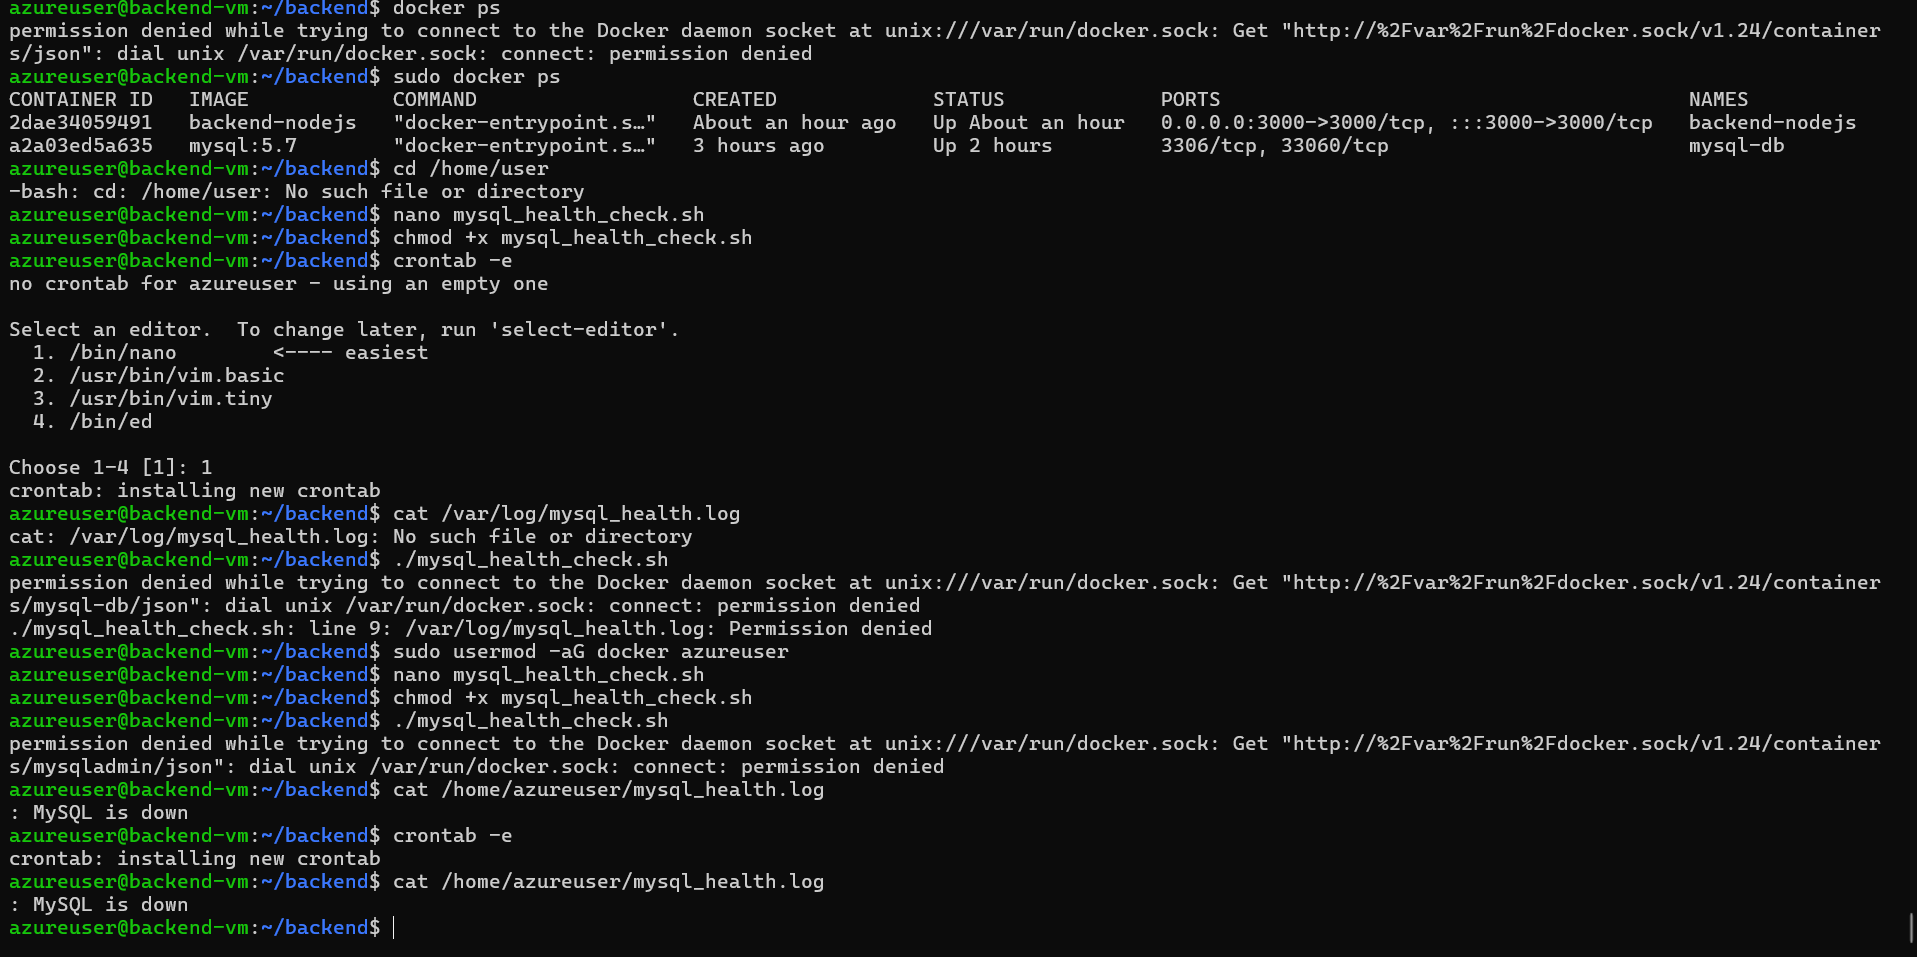 azureuser@backend-vm:~/backend$ docker ps
permission denied while trying to connect to the Docker daemon socket at unix:///var/run/docker.sock: Get "http://%2Fvar%2Frun%2Fdocker.sock/v1.24/container
s/json": dial unix /var/run/docker.sock: connect: permission denied
azureuser@backend-vm:~/backend$ sudo docker ps
CONTAINER ID   IMAGE            COMMAND                  CREATED             STATUS             PORTS                                       NAMES
2dae34059491   backend-nodejs   "docker-entrypoint.s…"   About an hour ago   Up About an hour   0.0.0.0:3000->3000/tcp, :::3000->3000/tcp   backend-nodejs
a2a03ed5a635   mysql:5.7        "docker-entrypoint.s…"   3 hours ago         Up 2 hours         3306/tcp, 33060/tcp                         mysql-db
azureuser@backend-vm:~/backend$ cd /home/user
-bash: cd: /home/user: No such file or directory
azureuser@backend-vm:~/backend$ nano mysql_health_check.sh
azureuser@backend-vm:~/backend$ chmod +x mysql_health_check.sh
azureuser@backend-vm:~/backend$ crontab -e
no crontab for azureuser - using an empty one

Select an editor.  To change later, run 'select-editor'.
  1. /bin/nano        <---- easiest
  2. /usr/bin/vim.basic
  3. /usr/bin/vim.tiny
  4. /bin/ed

Choose 1-4 [1]: 1
crontab: installing new crontab
azureuser@backend-vm:~/backend$ cat /var/log/mysql_health.log
cat: /var/log/mysql_health.log: No such file or directory
azureuser@backend-vm:~/backend$ ./mysql_health_check.sh
permission denied while trying to connect to the Docker daemon socket at unix:///var/run/docker.sock: Get "http://%2Fvar%2Frun%2Fdocker.sock/v1.24/container
s/mysql-db/json": dial unix /var/run/docker.sock: connect: permission denied
./mysql_health_check.sh: line 9: /var/log/mysql_health.log: Permission denied
azureuser@backend-vm:~/backend$ sudo usermod -aG docker azureuser
azureuser@backend-vm:~/backend$ nano mysql_health_check.sh
azureuser@backend-vm:~/backend$ chmod +x mysql_health_check.sh
azureuser@backend-vm:~/backend$ ./mysql_health_check.sh
permission denied while trying to connect to the Docker daemon socket at unix:///var/run/docker.sock: Get "http://%2Fvar%2Frun%2Fdocker.sock/v1.24/container
s/mysqladmin/json": dial unix /var/run/docker.sock: connect: permission denied
azureuser@backend-vm:~/backend$ cat /home/azureuser/mysql_health.log
: MySQL is down
azureuser@backend-vm:~/backend$ crontab -e
crontab: installing new crontab
azureuser@backend-vm:~/backend$ cat /home/azureuser/mysql_health.log
: MySQL is down
azureuser@backend-vm:~/backend$